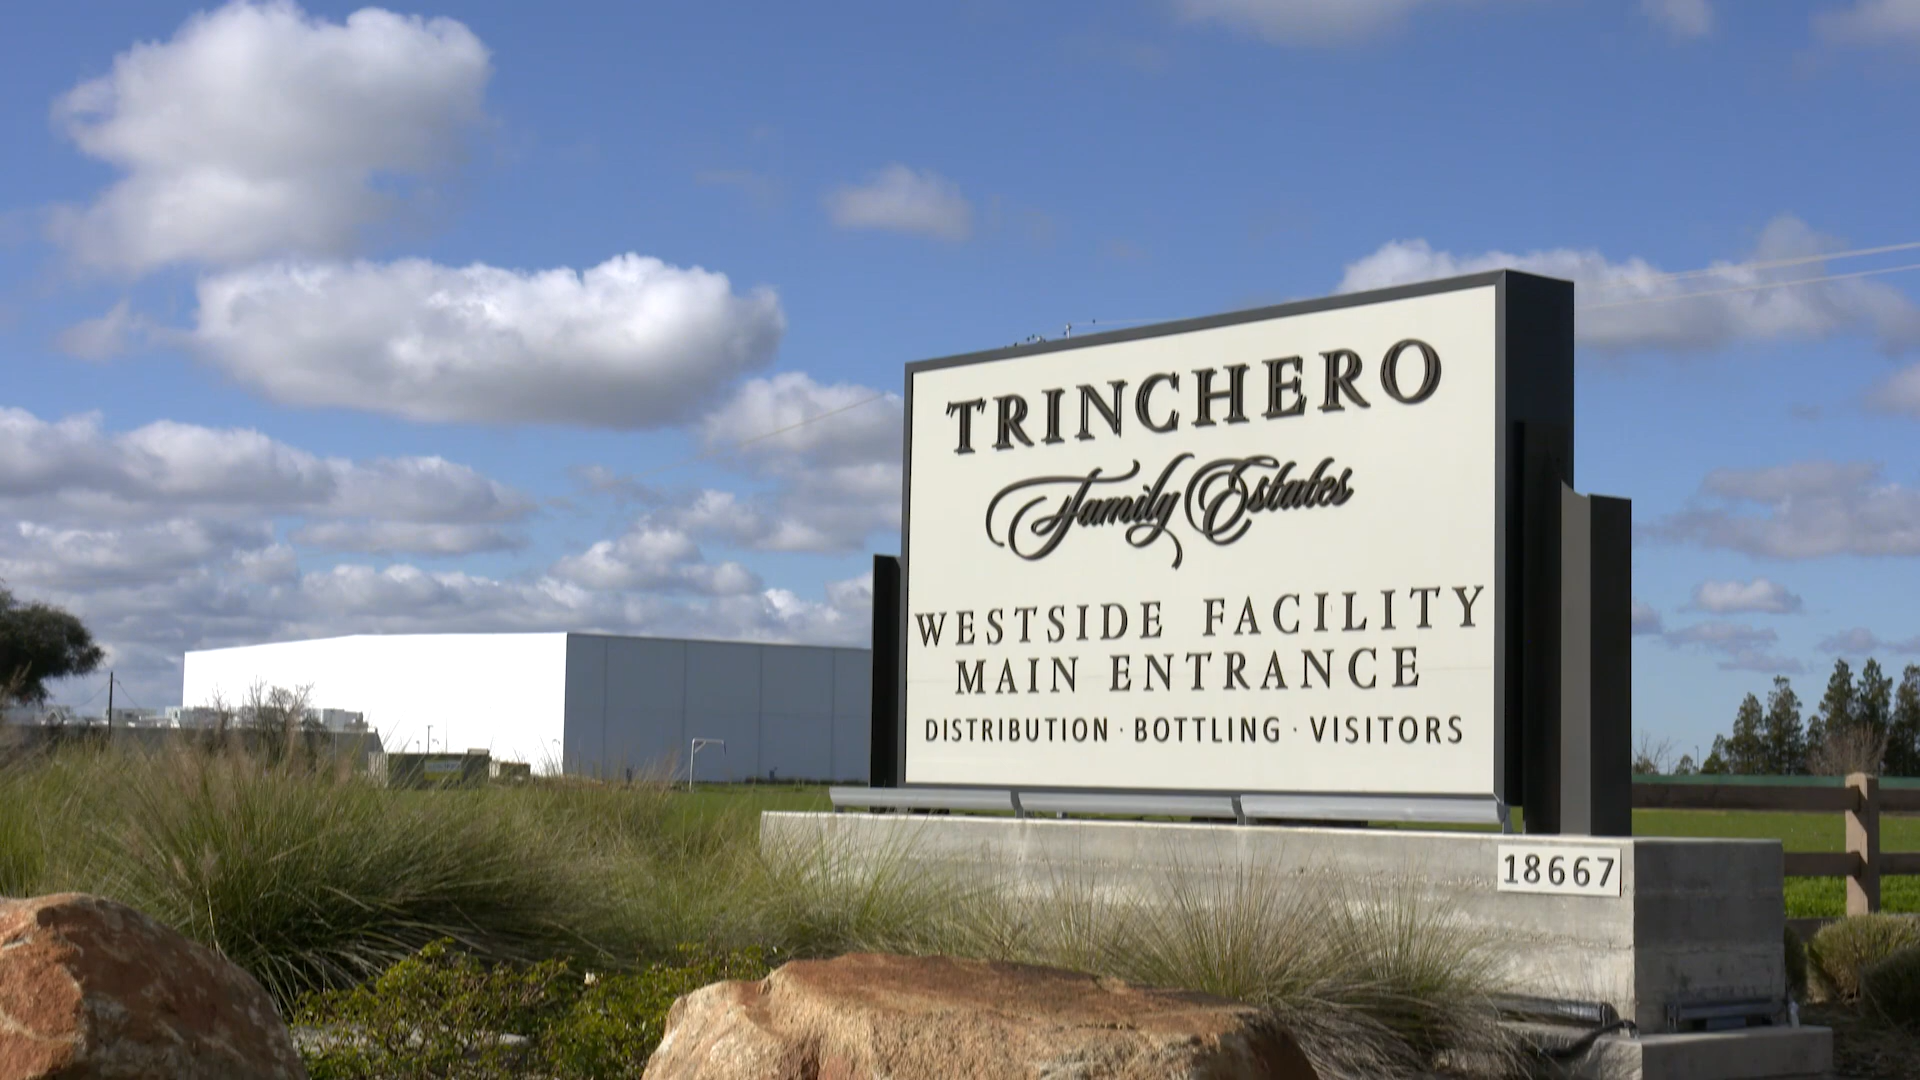 TRINCHERO
Family Estates
WESTSIDE FACILITY
MAIN ENTRANCE
DISTRIBUTION · BOTTLING · VISITORS
18667